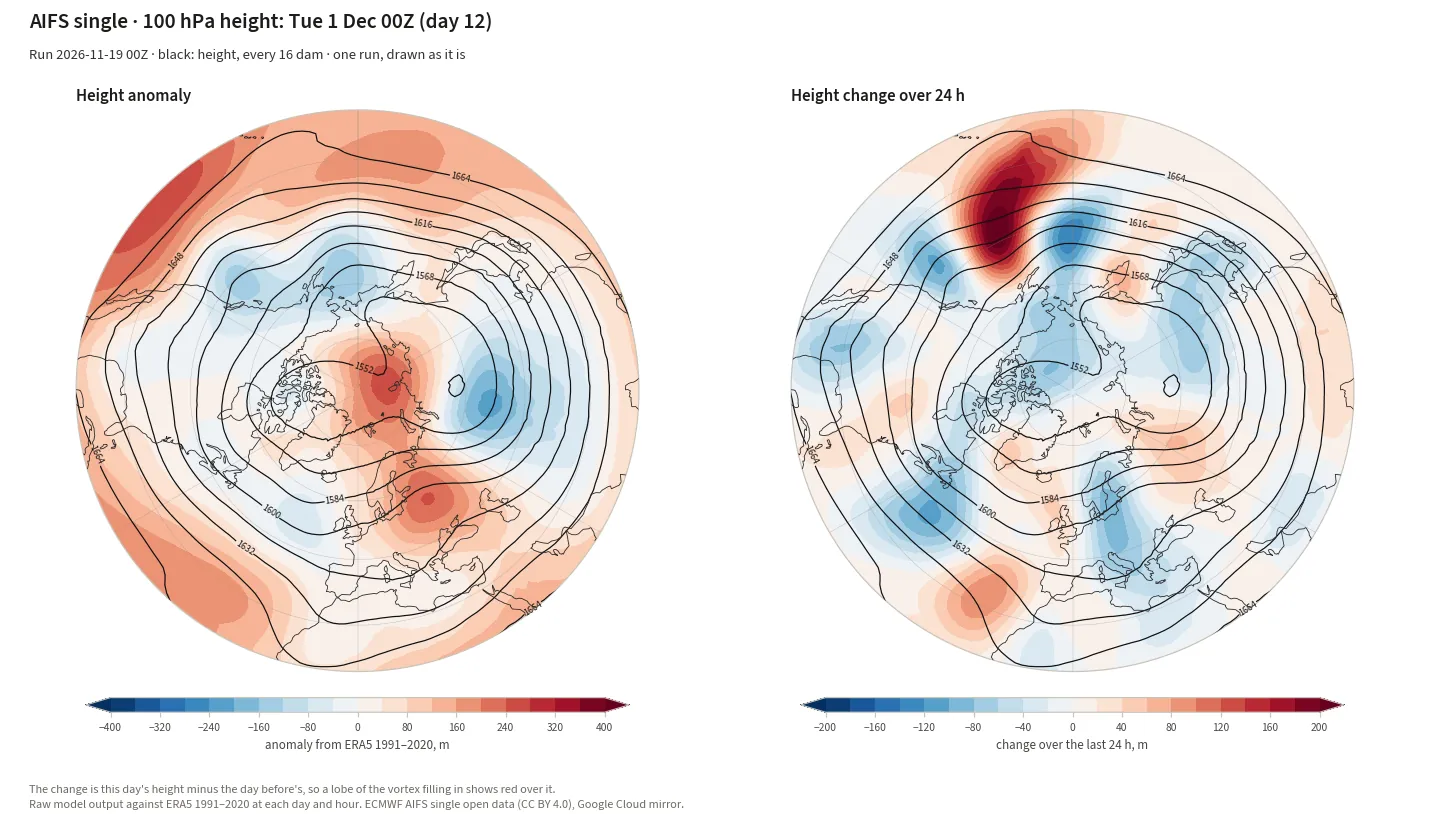 AIFS single · 100 hPa height: Tue 1 Dec 00Z (day 12)
Run 2026-11-19 00Z · black: height, every 16 dam · one run, drawn as it is
Height anomaly
Height change over 24 h
1664
1616
1648
1568
1552
1664
1584
1600
1632
1664
1664
1616
1648
1568
1552
1664
1584
1600
1632
1664
−400 −320 −240 −160 −80 0 80 160 240 320 400
anomaly from ERA5 1991–2020, m
−200 −160 −120 −80 −40 0 40 80 120 160 200
change over the last 24 h, m
The change is this day's height minus the day before's, so a lobe of the vortex filling in shows red over it.
Raw model output against ERA5 1991–2020 at each day and hour. ECMWF AIFS single open data (CC BY 4.0), Google Cloud mirror.